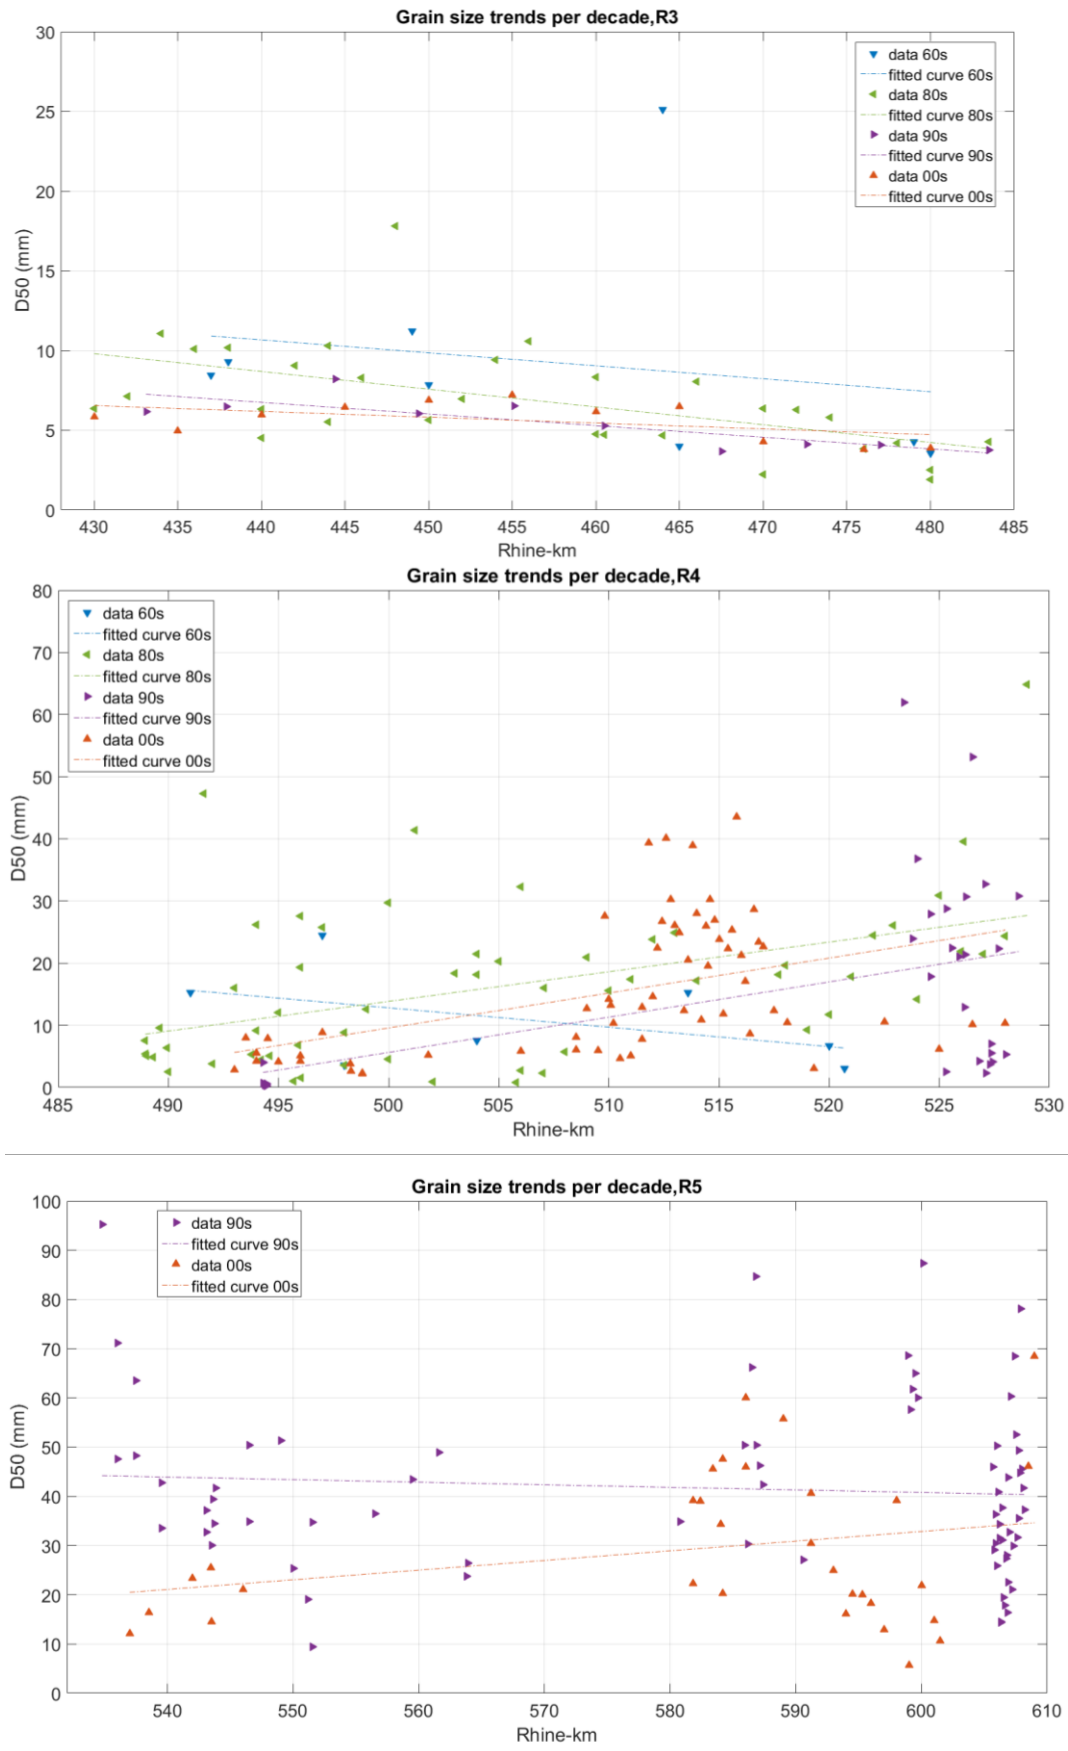 Grain size trends per decade,R3
30
25
20
15
10
5
0
D50 (mm)
data 60s
fitted curve 60s
data 80s
fitted curve 80s
data 90s
fitted curve 90s
data 00s
fitted curve 00s
430 435 440 445 450 455 460 465 470 475 480 485
Rhine-km
Grain size trends per decade,R4
80
70
60
50
40
30
20
10
0
D50 (mm)
data 60s
fitted curve 60s
data 80s
fitted curve 80s
data 90s
fitted curve 90s
data 00s
fitted curve 00s
485 490 495 500 505 510 515 520 525 530
Rhine-km
Grain size trends per decade,R5
100
90
80
70
60
50
40
30
20
10
0
D50 (mm)
data 90s
fitted curve 90s
data 00s
fitted curve 00s
540 550 560 570 580 590 600 610
Rhine-km